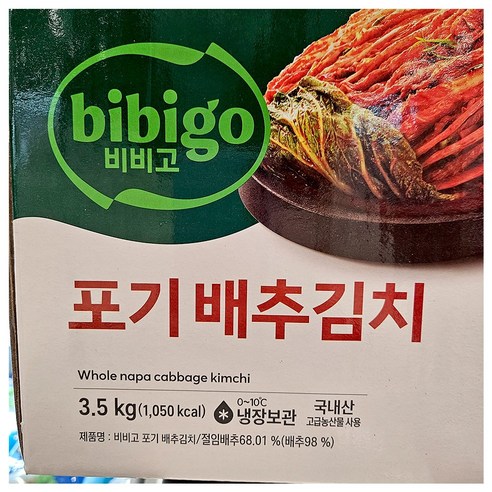 bibigo
비비고
포기 배추김치
Whole napa cabbage kimchi
3.5 kg(1,050 kcal) 0~10℃ 냉장보관 국내산 고급농산물 사용
제품명 : 비비고 포기 배추김치/절임배추68.01 %(배추98 %)